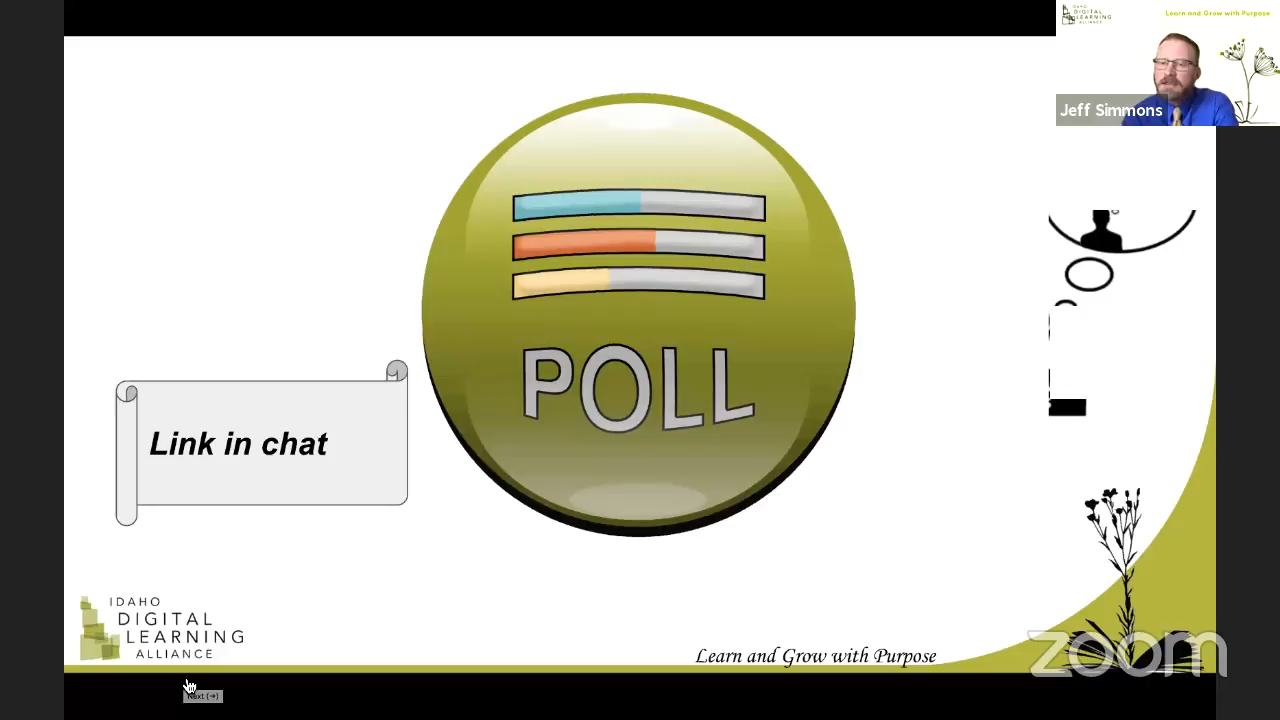 IDAHO
DIGITAL
LEARNING
ALLIANCE
Learn and Grow with Purpose
Jeff Simmons
POLL
Link in chat
IDAHO
DIGITAL
LEARNING
ALLIANCE
Learn and Grow with Purpose
zoom
Next (→)